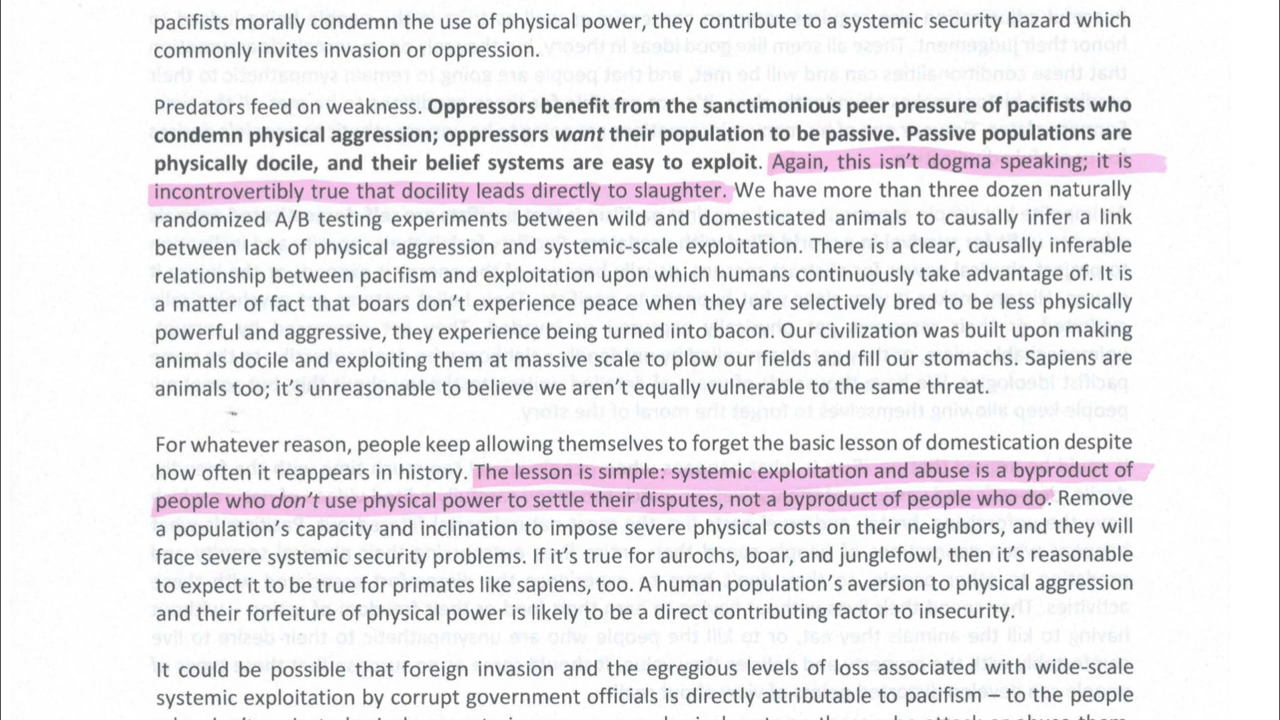 pacifists morally condemn the use of physical power, they contribute to a systemic security hazard which
commonly invites invasion or oppression.
Predators feed on weakness. Oppressors benefit from the sanctimonious peer pressure of pacifists who
condemn physical aggression; oppressors want their population to be passive. Passive populations are
physically docile, and their belief systems are easy to exploit. Again, this isn't dogma speaking; it is
incontrovertibly true that docility leads directly to slaughter. We have more than three dozen naturally
randomized A/B testing experiments between wild and domesticated animals to causally infer a link
between lack of physical aggression and systemic-scale exploitation. There is a clear, causally inferable
relationship between pacifism and exploitation to which humans continuously take advantage of. It is
a matter of fact that boars don't experience peace when they are selectively bred to be less physically
powerful and aggressive, they experience being turned into bacon! Our civilization was built upon making
animals docile and exploiting them at massive scale to plow our fields and fill our stomachs. Sapiens are
animals too; it's unreasonable to believe we aren't equally vulnerable to the same threat.
For whatever reason, people keep allowing themselves to forget the basic lesson of domestication despite
how often it reappears in history. The lesson is simple: systemic exploitation and abuse is a byproduct of
people who don't use physical power to settle their disputes, not a byproduct of people who do. Remove
a population's capacity and inclination to impose severe physical costs on their neighbors, and they will
face severe systemic security problems. If it's true for aurochs, boar, and junglefowl, then it's reasonable
to expect it to be true for primates like sapiens, too. A human population's aversion to physical aggression
and their forfeiture of physical power is likely to be a direct contributing factor to insecurity.
It could be possible that foreign invasion and the egregious levels of loss associated with wide-scale
systemic exploitation by corrupt government officials is directly attributable to pacifism – to the people